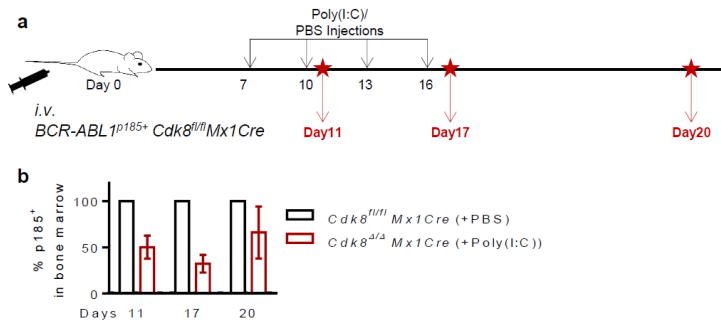 a
Poly(I:C)/
PBS Injections
Day 0
7 10 13 16
i.v.
BCR-ABL1p185+ Cdk8fl/flMx1Cre
Day11 Day17 Day20
b
% p185+
in bone marrow
100
50
0
Days 11 17 20
Cdk8fl/fl Mx1Cre (+PBS)
Cdk8Δ/Δ Mx1Cre (+Poly(I:C))